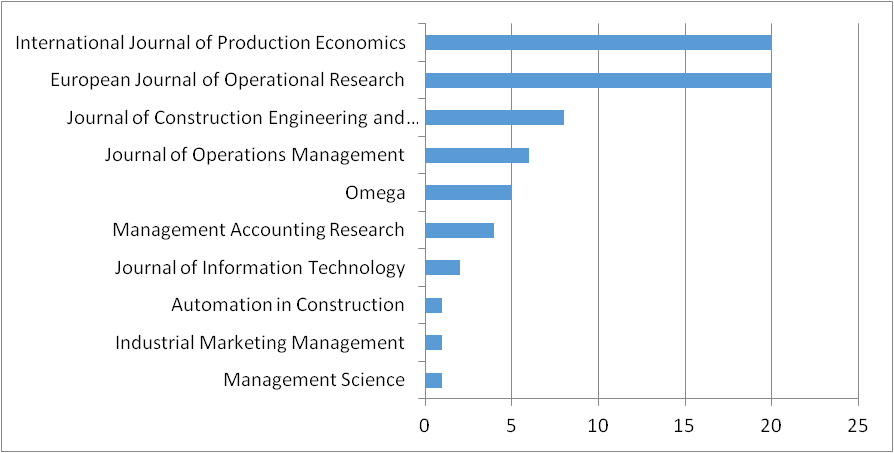 International Journal of Production Economics
European Journal of Operational Research
Journal of Construction Engineering and ...
Journal of Operations Management
Omega
Management Accounting Research
Journal of Information Technology
Automation in Construction
Industrial Marketing Management
Management Science
0 5 10 15 20 25